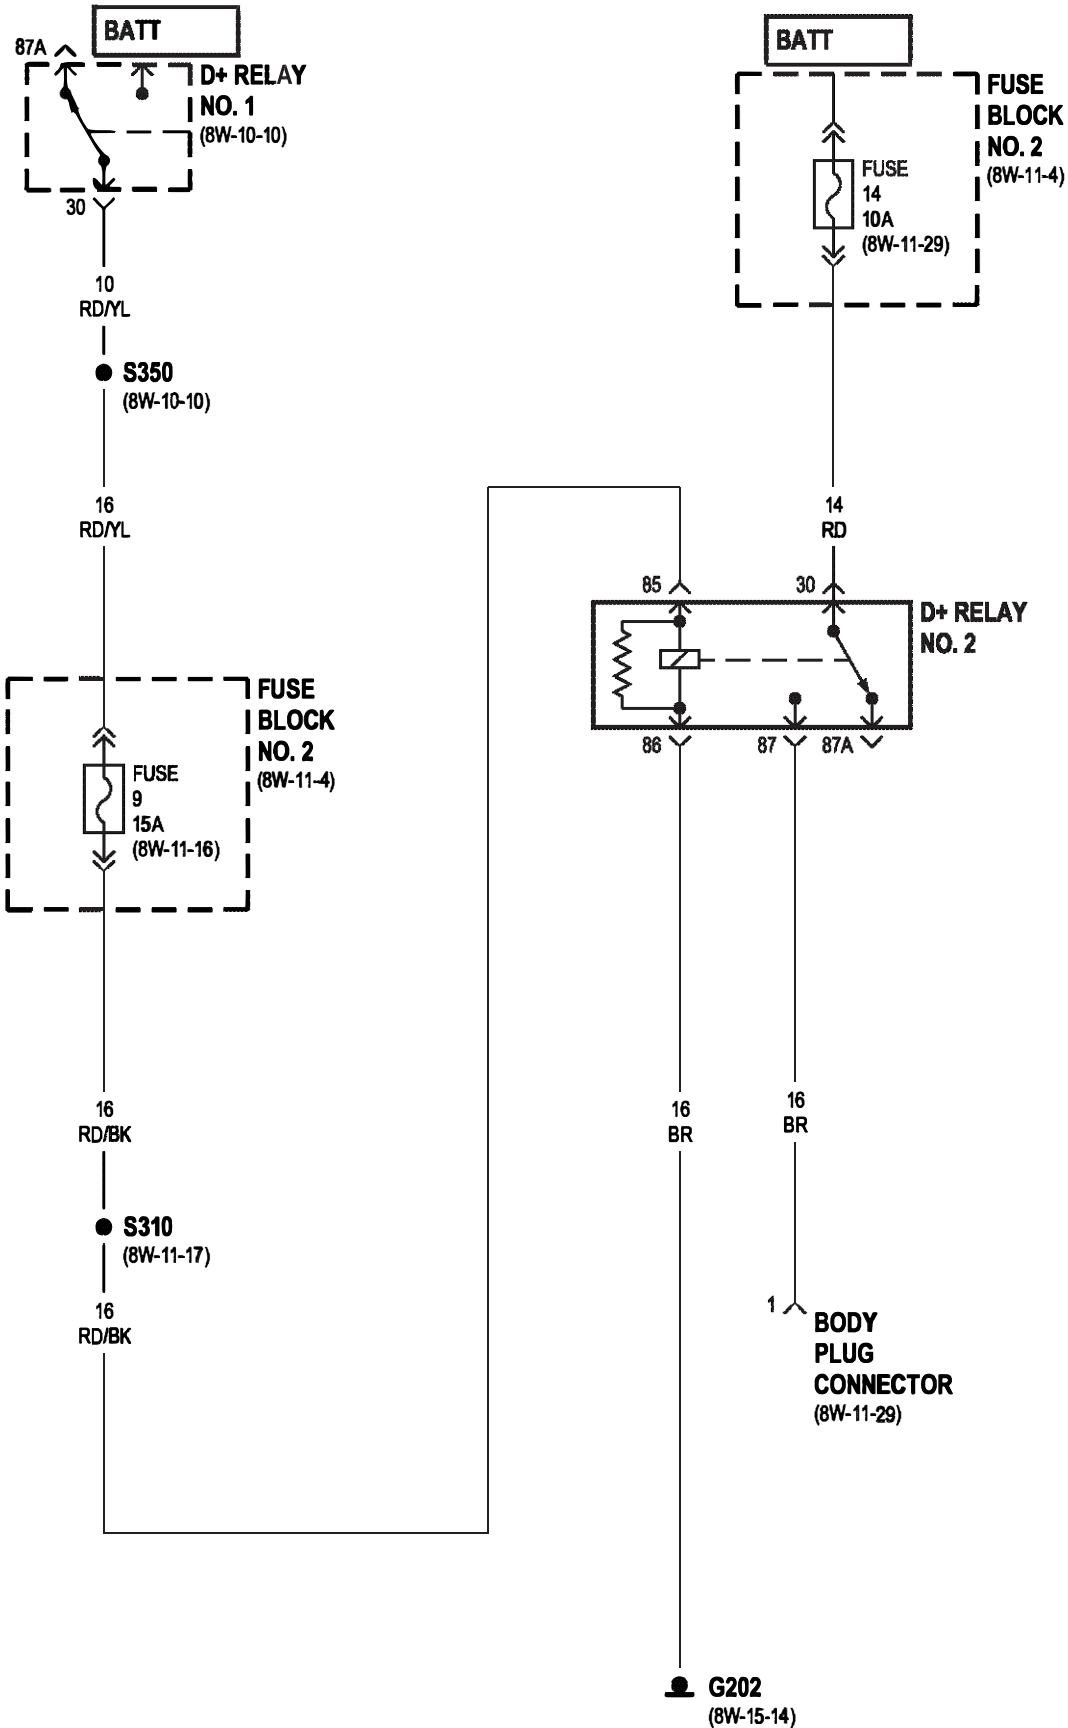 BATT
87A
D+ RELAY
NO. 1
(8W-10-10)
30
10
RD/YL
S350
(8W-10-10)
16
RD/YL
FUSE
BLOCK
NO. 2
(8W-11-4)
FUSE
9
15A
(8W-11-16)
16
RD/BK
S310
(8W-11-17)
16
RD/BK
BATT
FUSE
BLOCK
NO. 2
(8W-11-4)
FUSE
14
10A
(8W-11-29)
14
RD
85
30
D+ RELAY
NO. 2
86
87
87A
16
BR
16
BR
1
BODY
PLUG
CONNECTOR
(8W-11-29)
G202
(8W-15-14)